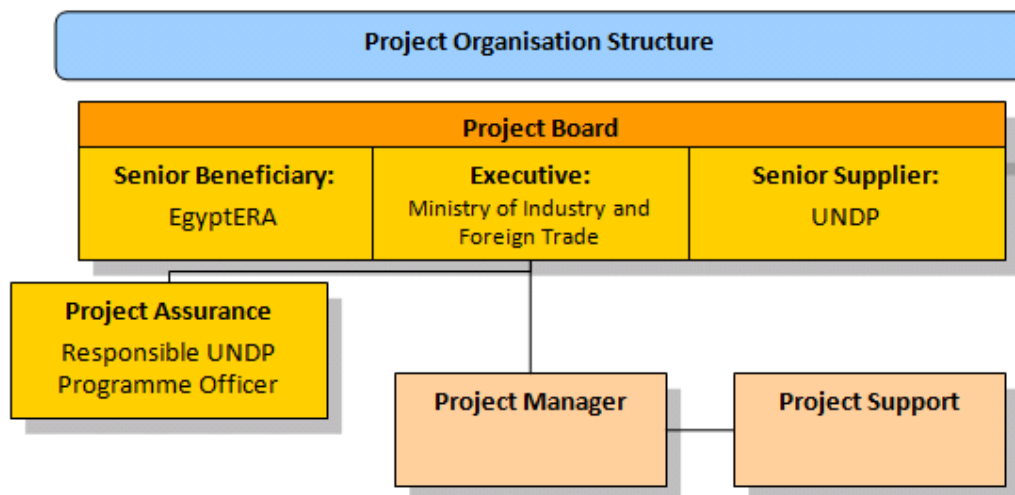 Project Organisation Structure
Project Board
Senior Beneficiary:
EgyptERA
Executive:
Ministry of Industry and
Foreign Trade
Senior Supplier:
UNDP
Project Assurance
Responsible UNDP
Programme Officer
Project Manager
Project Support